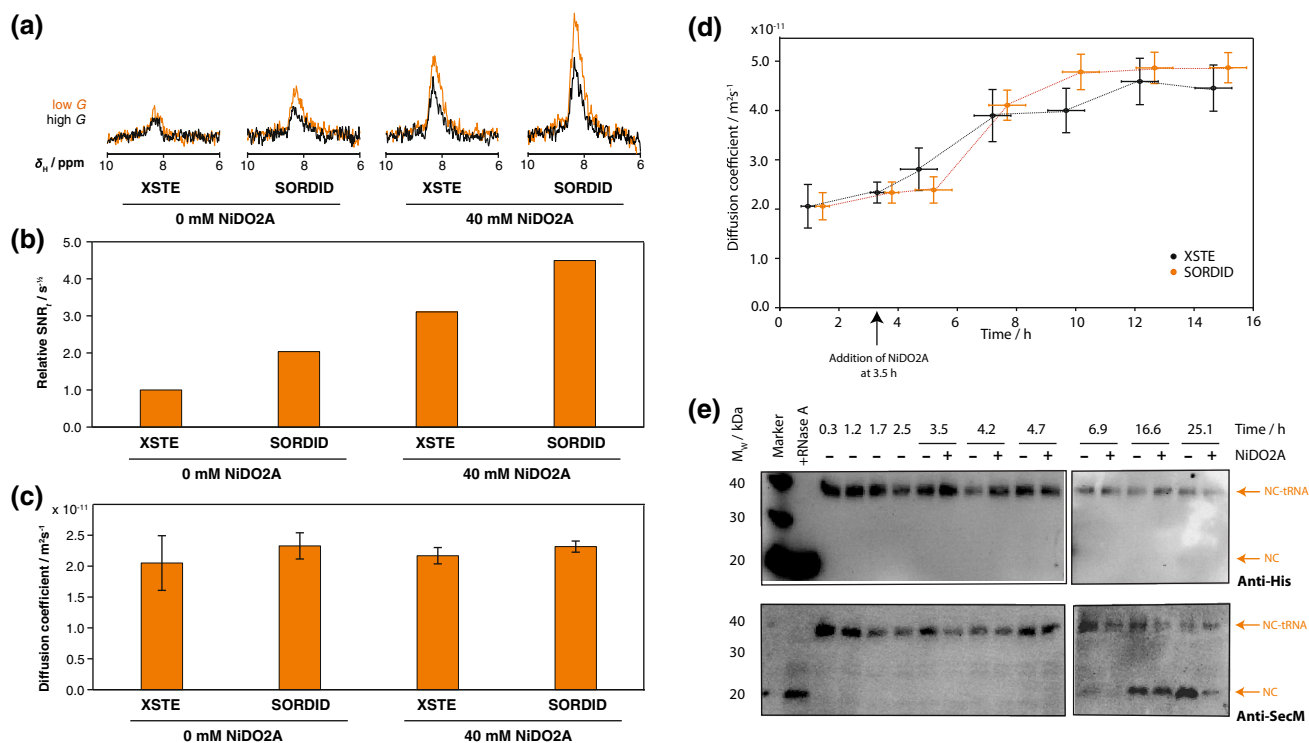 (a)
low G
high G
10 8 6 10 8 6 10 8 6 10 8 6
δH / ppm
XSTE SORDID XSTE SORDID
0 mM NiDO2A 40 mM NiDO2A
(b)
Relative SNRt / s-½
5.0
4.0
3.0
2.0
1.0
0.0
XSTE SORDID XSTE SORDID
0 mM NiDO2A 40 mM NiDO2A
(c)
Diffusion coefficient / m²s-¹
x 10-11
2.5
2.0
1.5
1.0
0.5
0.0
XSTE SORDID XSTE SORDID
0 mM NiDO2A 40 mM NiDO2A
(d)
x10-11
Diffusion coefficient / m²s-¹
5.0
4.0
3.0
2.0
1.0
0.0
XSTE
SORDID
0 2 4 6 8 10 12 14 16
Time / h
Addition of NiDO2A
at 3.5 h
(e)
MW / kDa
Marker
+RNase A
0.3 1.2 1.7 2.5 3.5 4.2 4.7 6.9 16.6 25.1 Time / h
– – – – – + – + – + – + – + – + NiDO2A
40
30
20
NC-tRNA
NC
Anti-His
40
30
20
NC-tRNA
NC
Anti-SecM